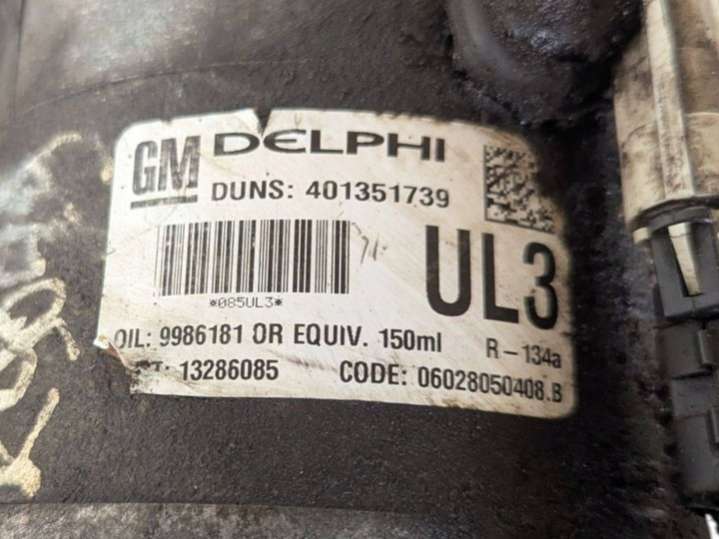 GM DELPHI
DUNS: 401351739
*085UL3*
UL3
OIL: 9986181 OR EQUIV. 150ml
R-134a
13286085 CODE: 06028050408.B